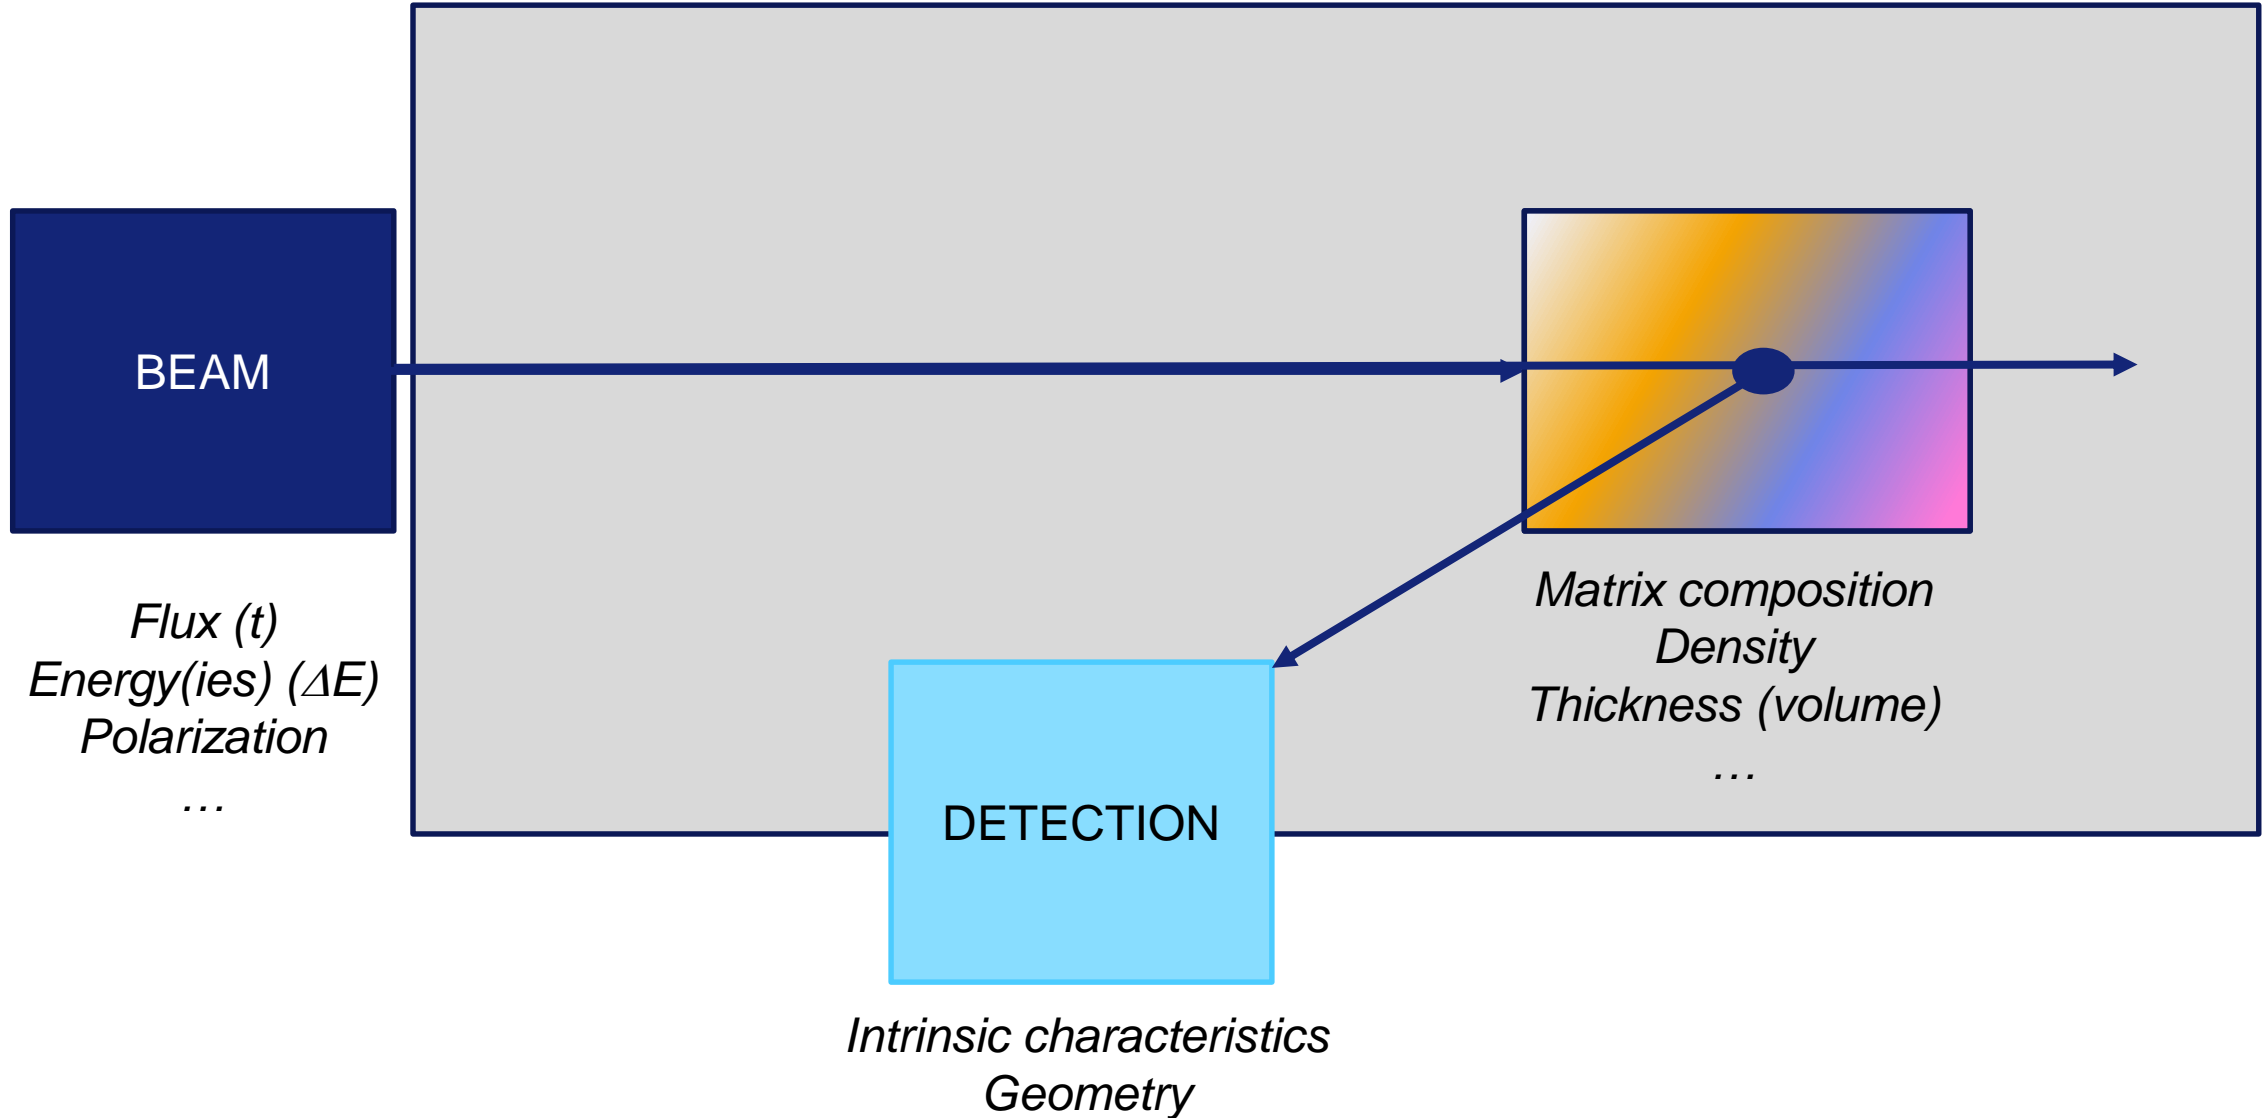 BEAM
Flux (t)
Energy(ies) (ΔE)
Polarization
…
Matrix composition
Density
Thickness (volume)
…
DETECTION
Intrinsic characteristics
Geometry